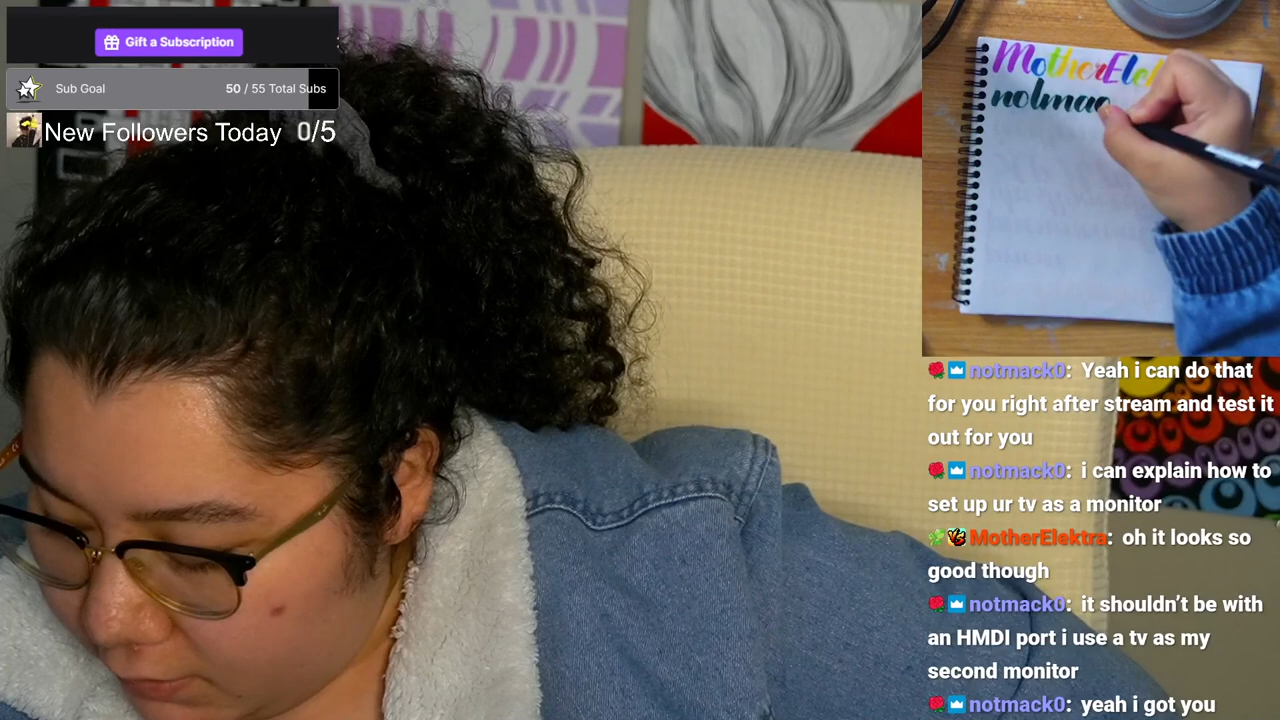 Gift a Subscription
Sub Goal 50 / 55 Total Subs
New Followers Today 0/5
MotherEle
notmac
notmack0: Yeah i can do that
for you right after stream and test it
out for you
notmack0: i can explain how to
set up ur tv as a monitor
MotherElektra: oh it looks so
good though
notmack0: it shouldn’t be with
an HMDI port i use a tv as my
second monitor
notmack0: yeah i got you